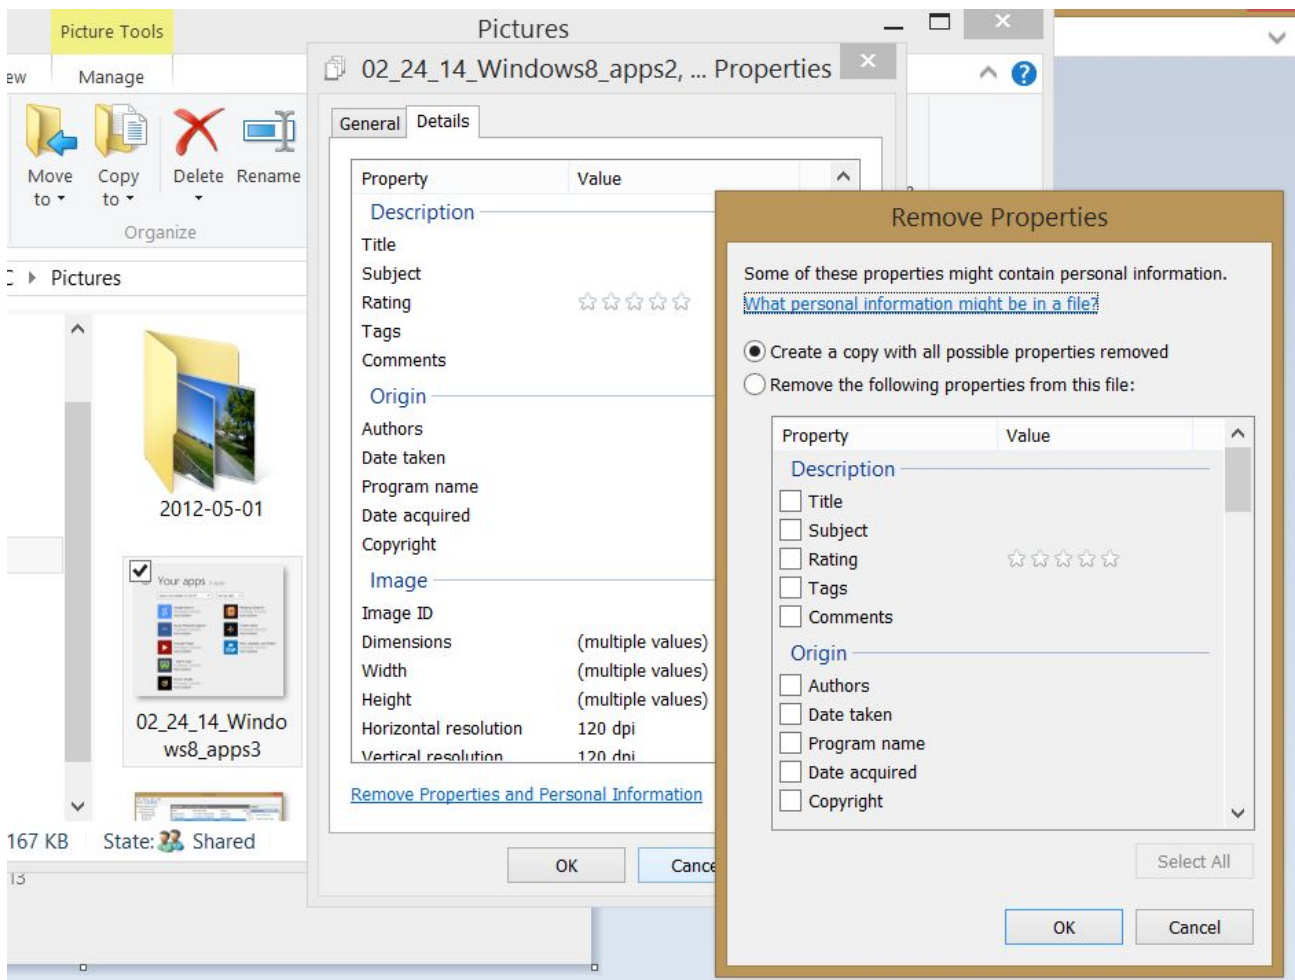 Picture Tools
Pictures
ew
Manage
Move to
Copy to
Delete
Rename
Organize
Pictures
2012-05-01
Your apps
02_24_14_Windo
ws8_apps3
167 KB
State:
Shared
13
02_24_14_Windows8_apps2, ... Properties
General
Details
Property Value
Description
Title
Subject
Rating
Tags
Comments
Origin
Authors
Date taken
Program name
Date acquired
Copyright
Image
Image ID
Dimensions (multiple values)
Width (multiple values)
Height (multiple values)
Horizontal resolution 120 dpi
Vertical resolution 120 dpi
Remove Properties and Personal Information
OK
Cance
Remove Properties
Some of these properties might contain personal information.
What personal information might be in a file?
Create a copy with all possible properties removed
Remove the following properties from this file:
Property Value
Description
Title
Subject
Rating
Tags
Comments
Origin
Authors
Date taken
Program name
Date acquired
Copyright
Select All
OK
Cancel